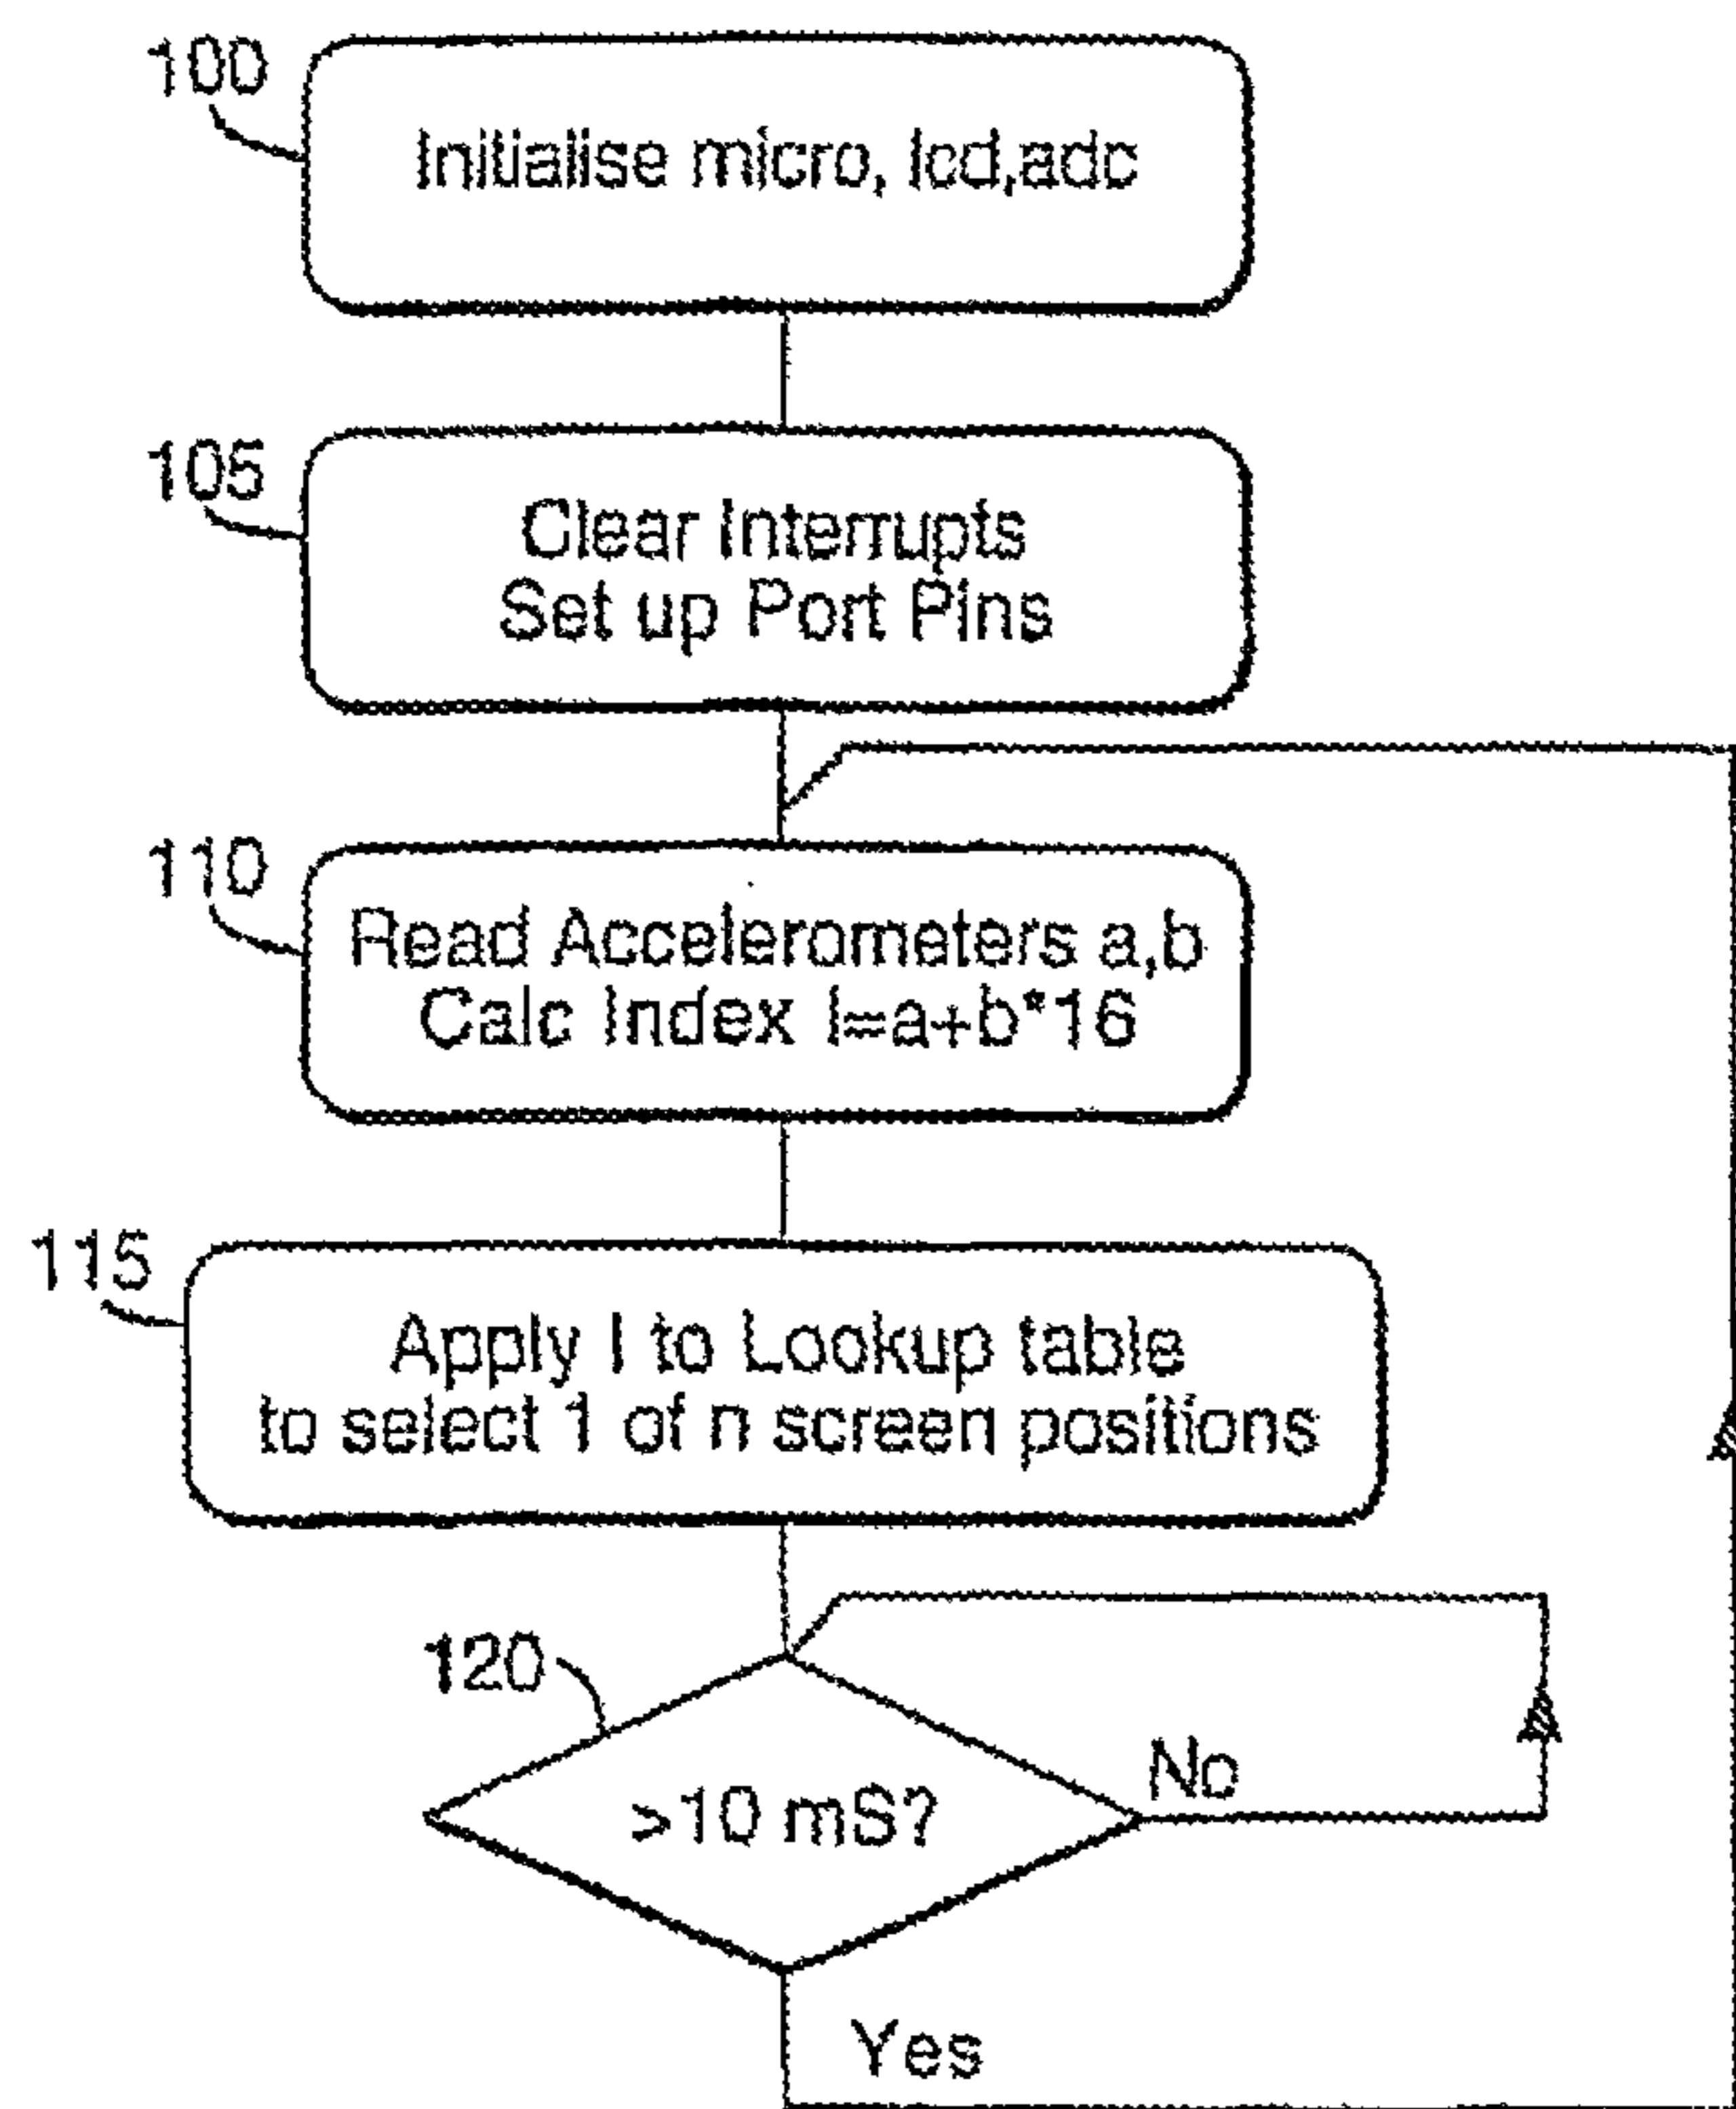 100
Initialise micro, lcd,adc
105
Clear Interrupts
Set up Port Pins
110
Read Accelerometers a,b
Calc Index I=a+b*16
115
Apply I to Lookup table
to select 1 of n screen positions
120
>10 mS?
No
Yes